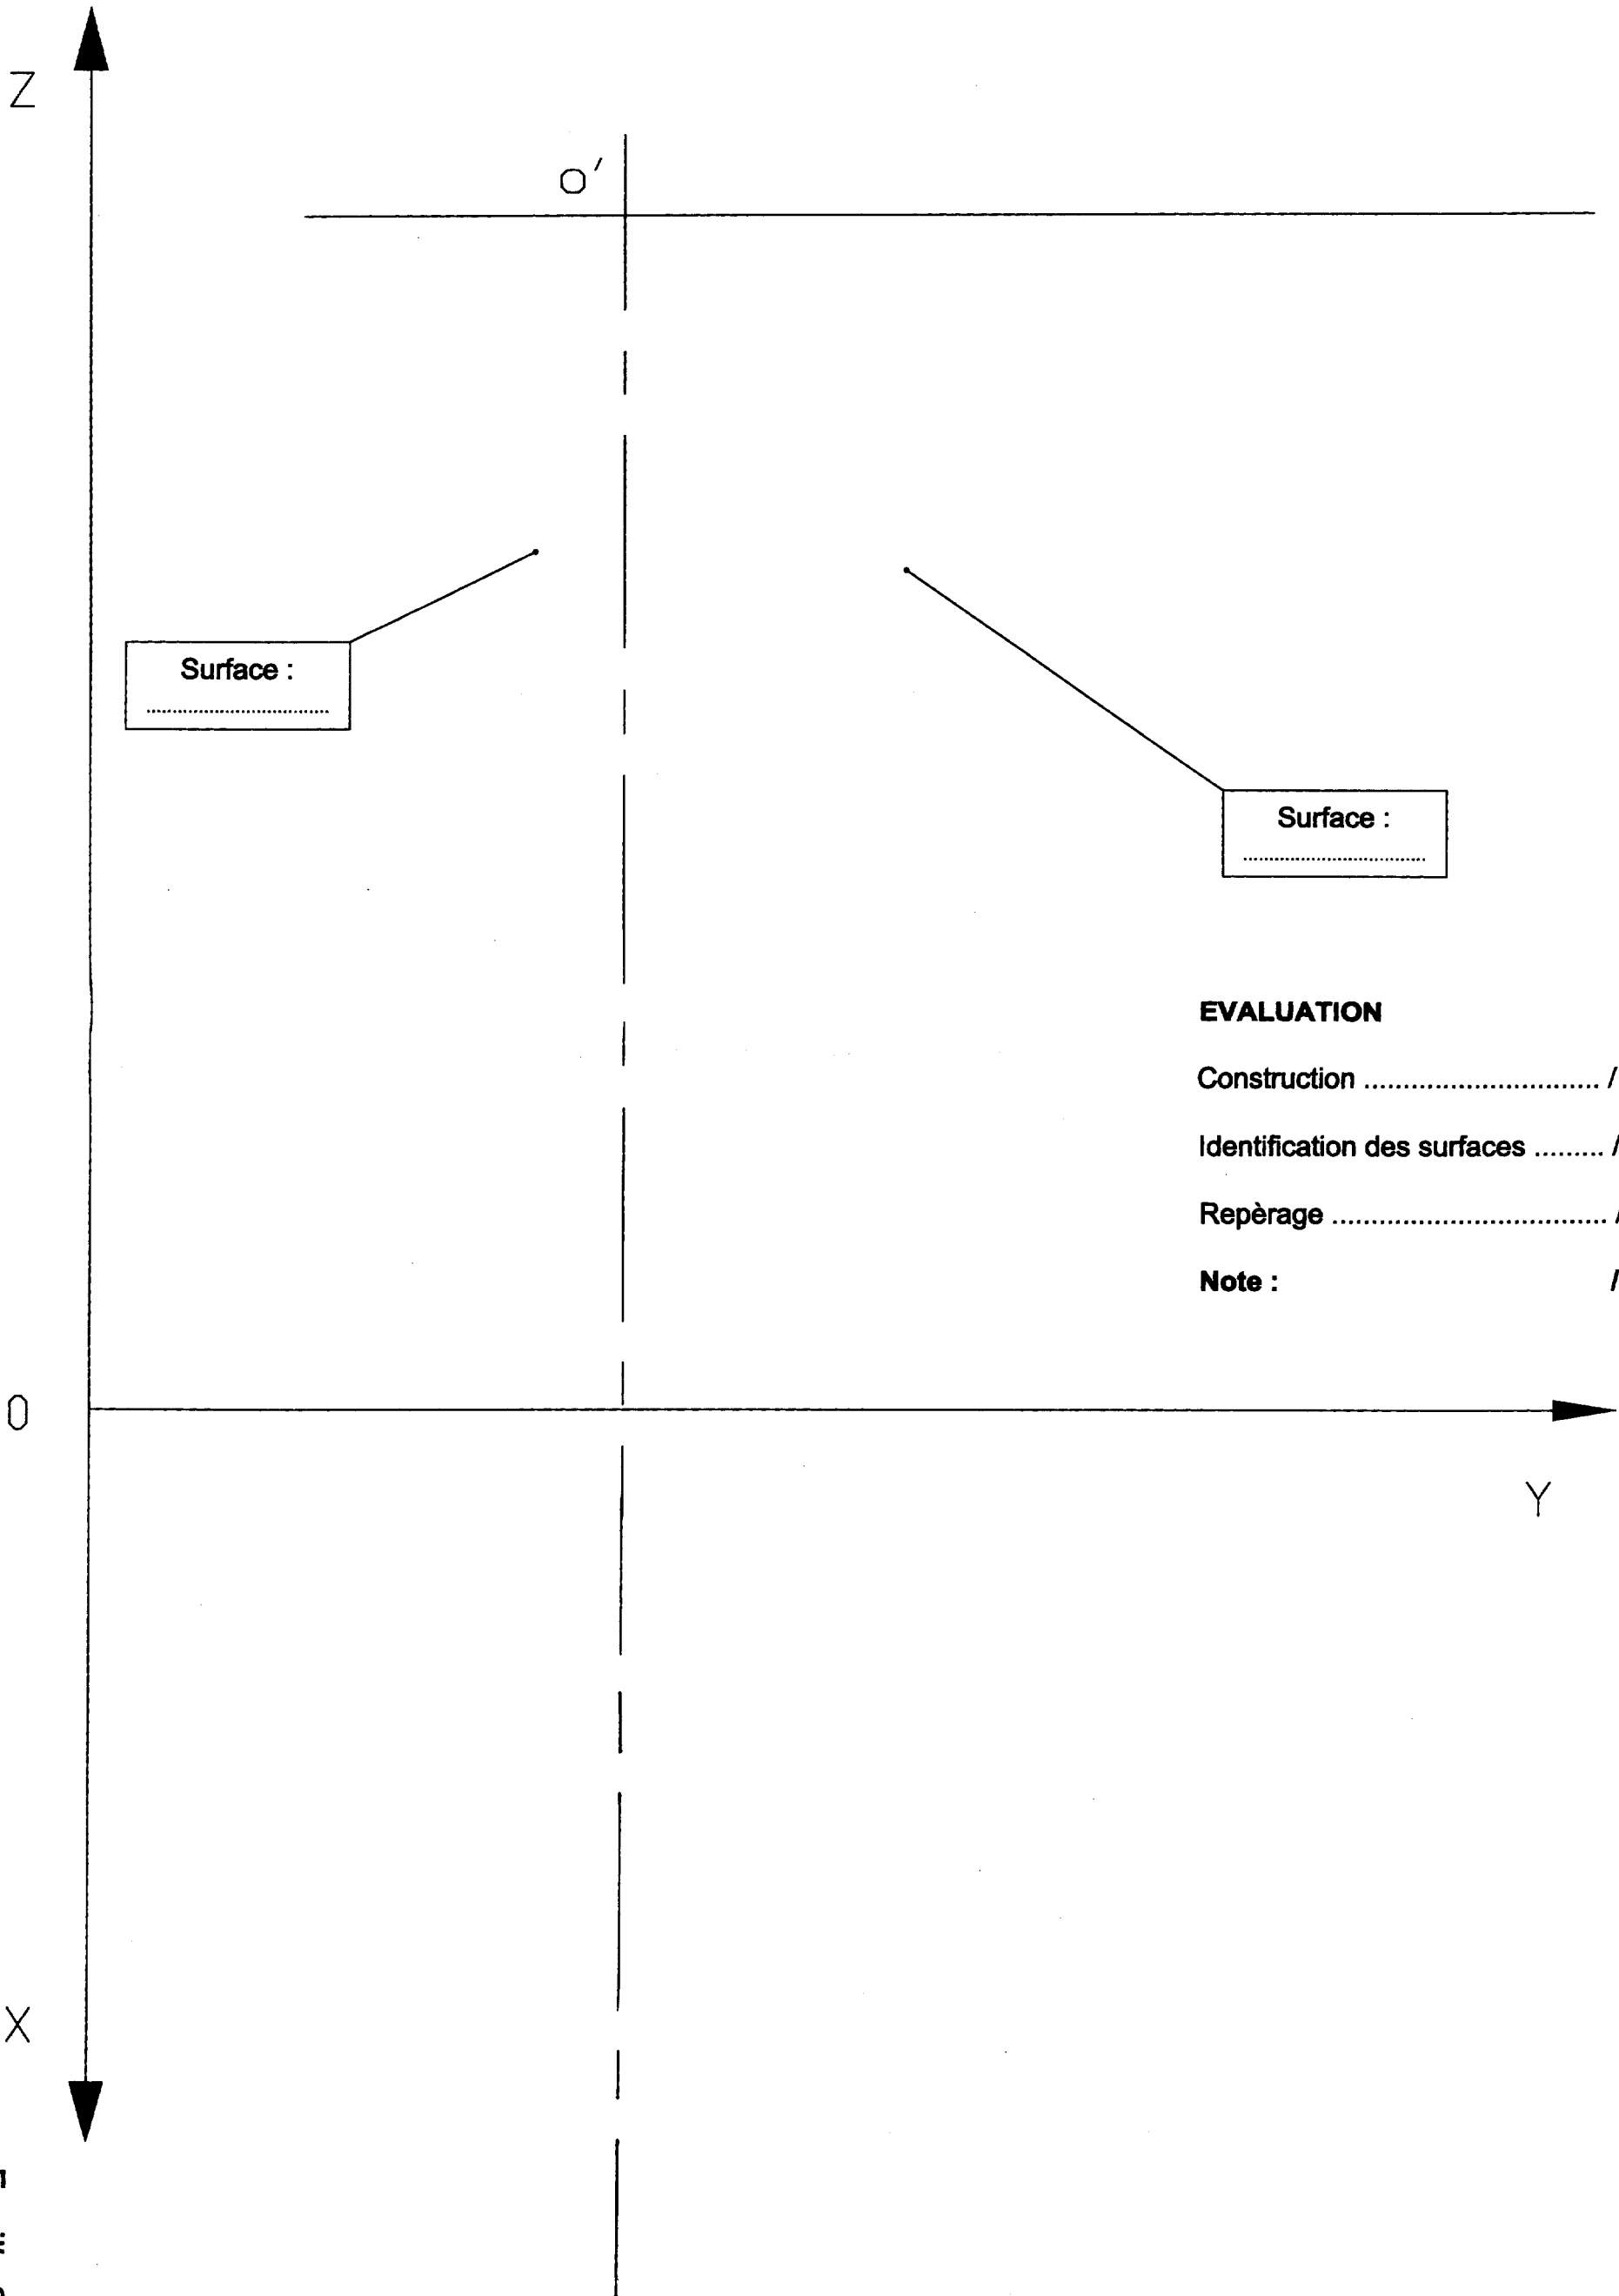 Z
O′
Surface :
..............................
Surface :
..............................
EVALUATION
Construction .............................. /
Identification des surfaces ......... /
Repèrage ................................... /
Note : /
0
Y
X